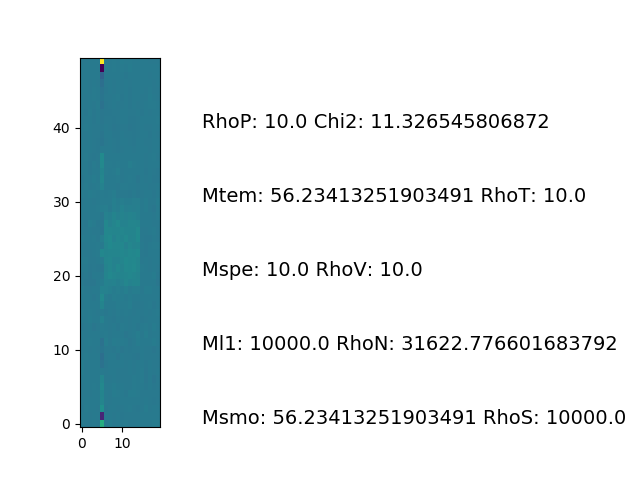 RhoP: 10.0 Chi2: 11.326545806872
40
Mtem: 56.23413251903491 RhoT: 10.0
30
Mspe: 10.0 RhoV: 10.0
20
Ml1: 10000.0 RhoN: 31622.776601683792
10
Msmo: 56.23413251903491 RhoS: 10000.0
0
0 10